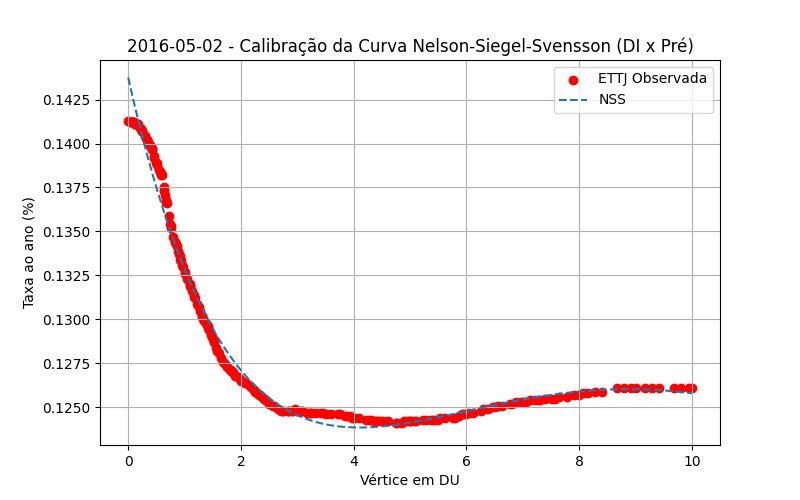 2016-05-02 - Calibração da Curva Nelson-Siegel-Svensson (DI x Pré)
ETTJ Observada
NSS
Taxa ao ano (%)
0.1425
0.1400
0.1375
0.1350
0.1325
0.1300
0.1275
0.1250
0 2 4 6 8 10
Vértice em DU